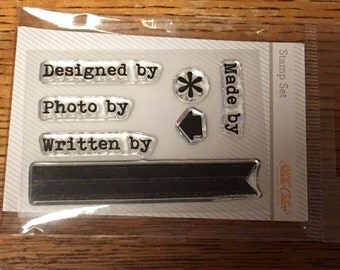 Designed by
Photo by
Written by
Made by
Stamp Set